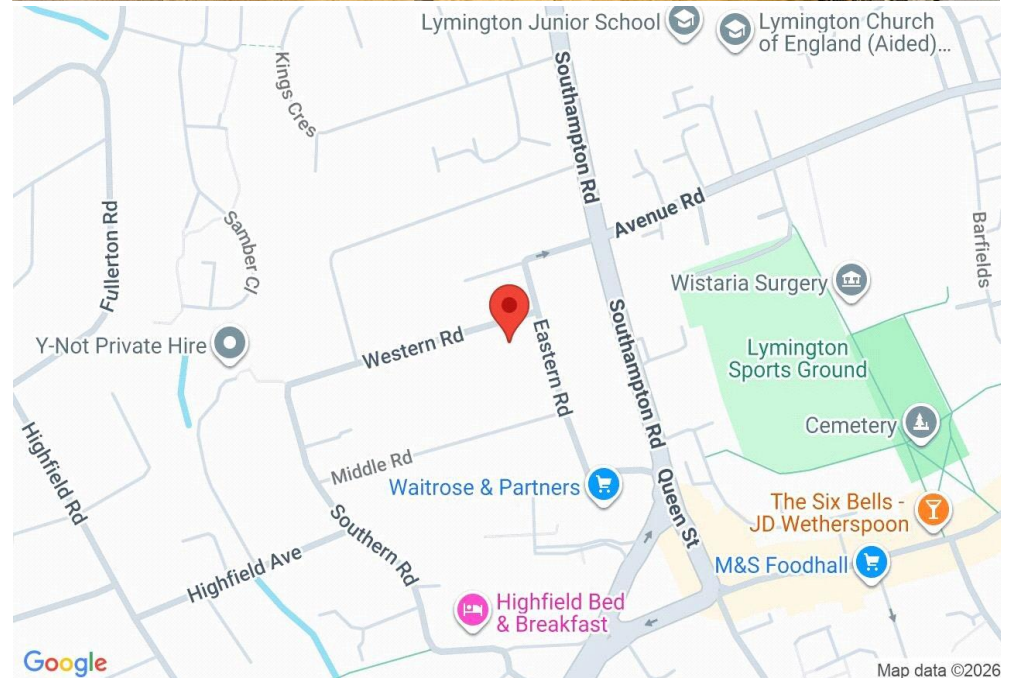 Lymington Junior School
Lymington Church
of England (Aided)...
Kings Cres
Southampton Rd
Avenue Rd
Fullerton Rd
Samber Cl
Barfields
Wistaria Surgery
Y-Not Private Hire
Western Rd
Eastern Rd
Southampton Rd
Lymington
Sports Ground
Cemetery
Highfield Rd
Middle Rd
Waitrose & Partners
Queen St
The Six Bells -
JD Wetherspoon
Southern Rd
Highfield Ave
M&S Foodhall
Highfield Bed
& Breakfast
Google
Map data ©2026